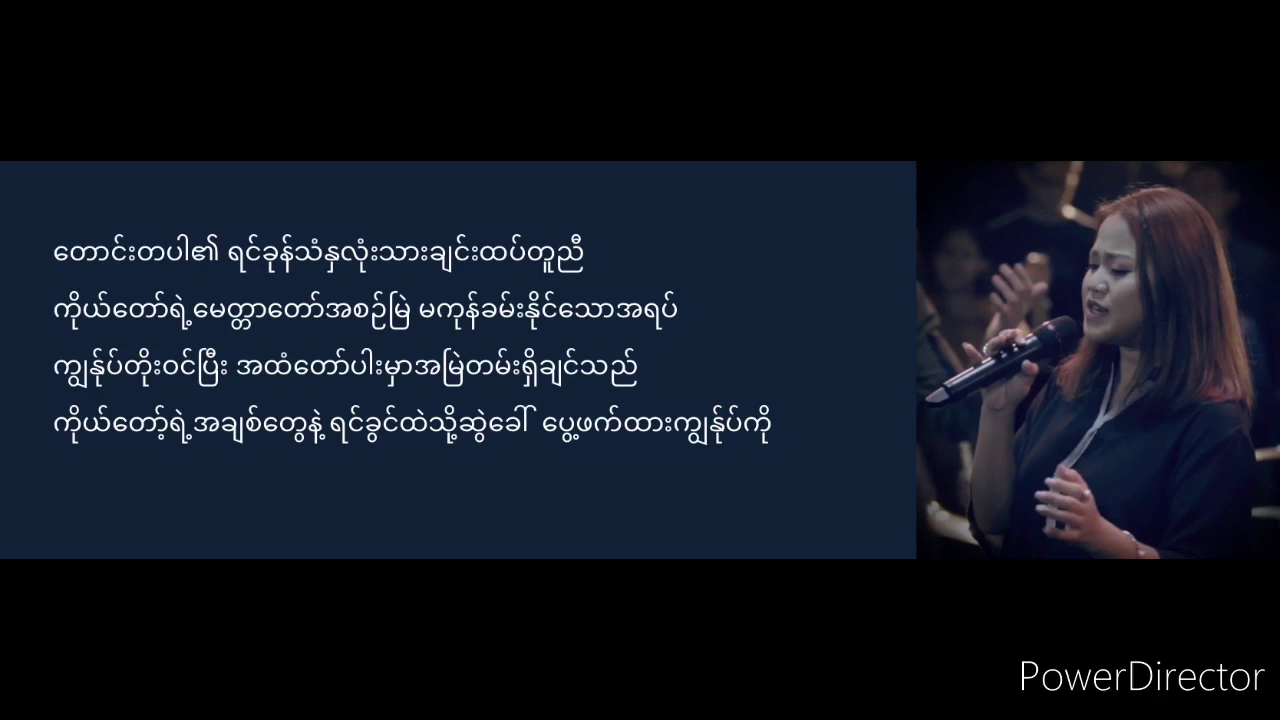 တောင်းတပါ၏ ရင်ခုန်သံနှလုံးသားချင်းထပ်တူညီ
ကိုယ်တော်ရဲ့မေတ္တာတော်အစဉ်မြဲ မကုန်ခမ်းနိုင်သောအရပ်
ကျွန်ုပ်တိုးဝင်ပြီး အထံတော်ပါးမှာအမြဲတမ်းရှိချင်သည်
ကိုယ်တော့်ရဲ့အချစ်တွေနဲ့ ရင်ခွင်ထဲသို့ဆွဲခေါ် ပွေ့ဖက်ထားကျွန်ုပ်ကို
PowerDirector